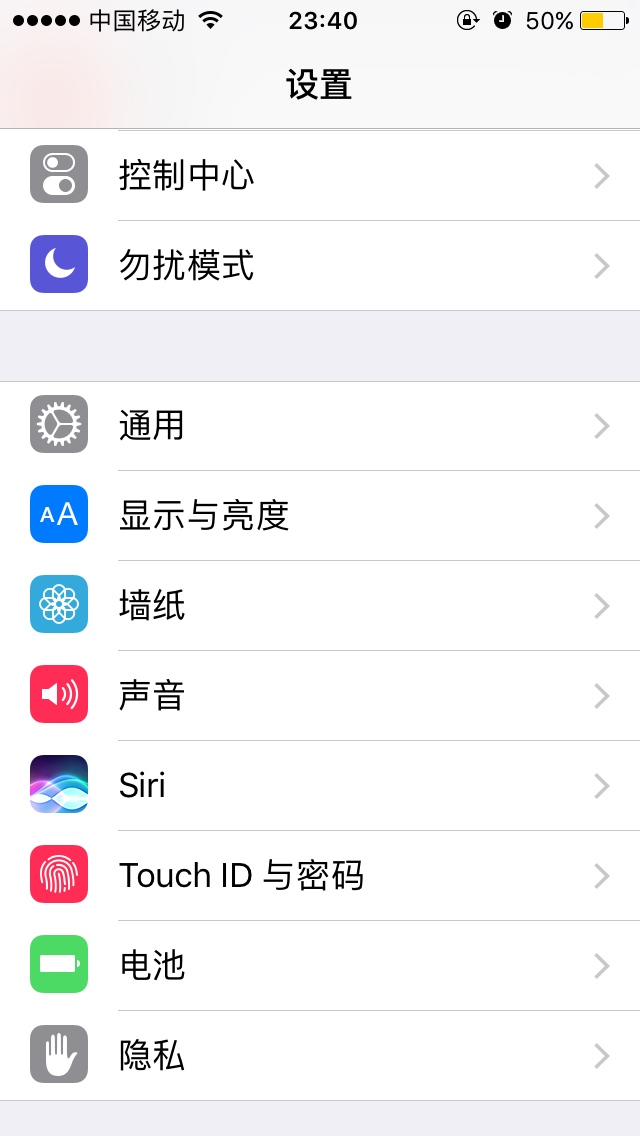 中国移动 23:40 50%
设置
控制中心
勿扰模式
通用
AA 显示与亮度
墙纸
声音
Siri
Touch ID 与密码
电池
隐私